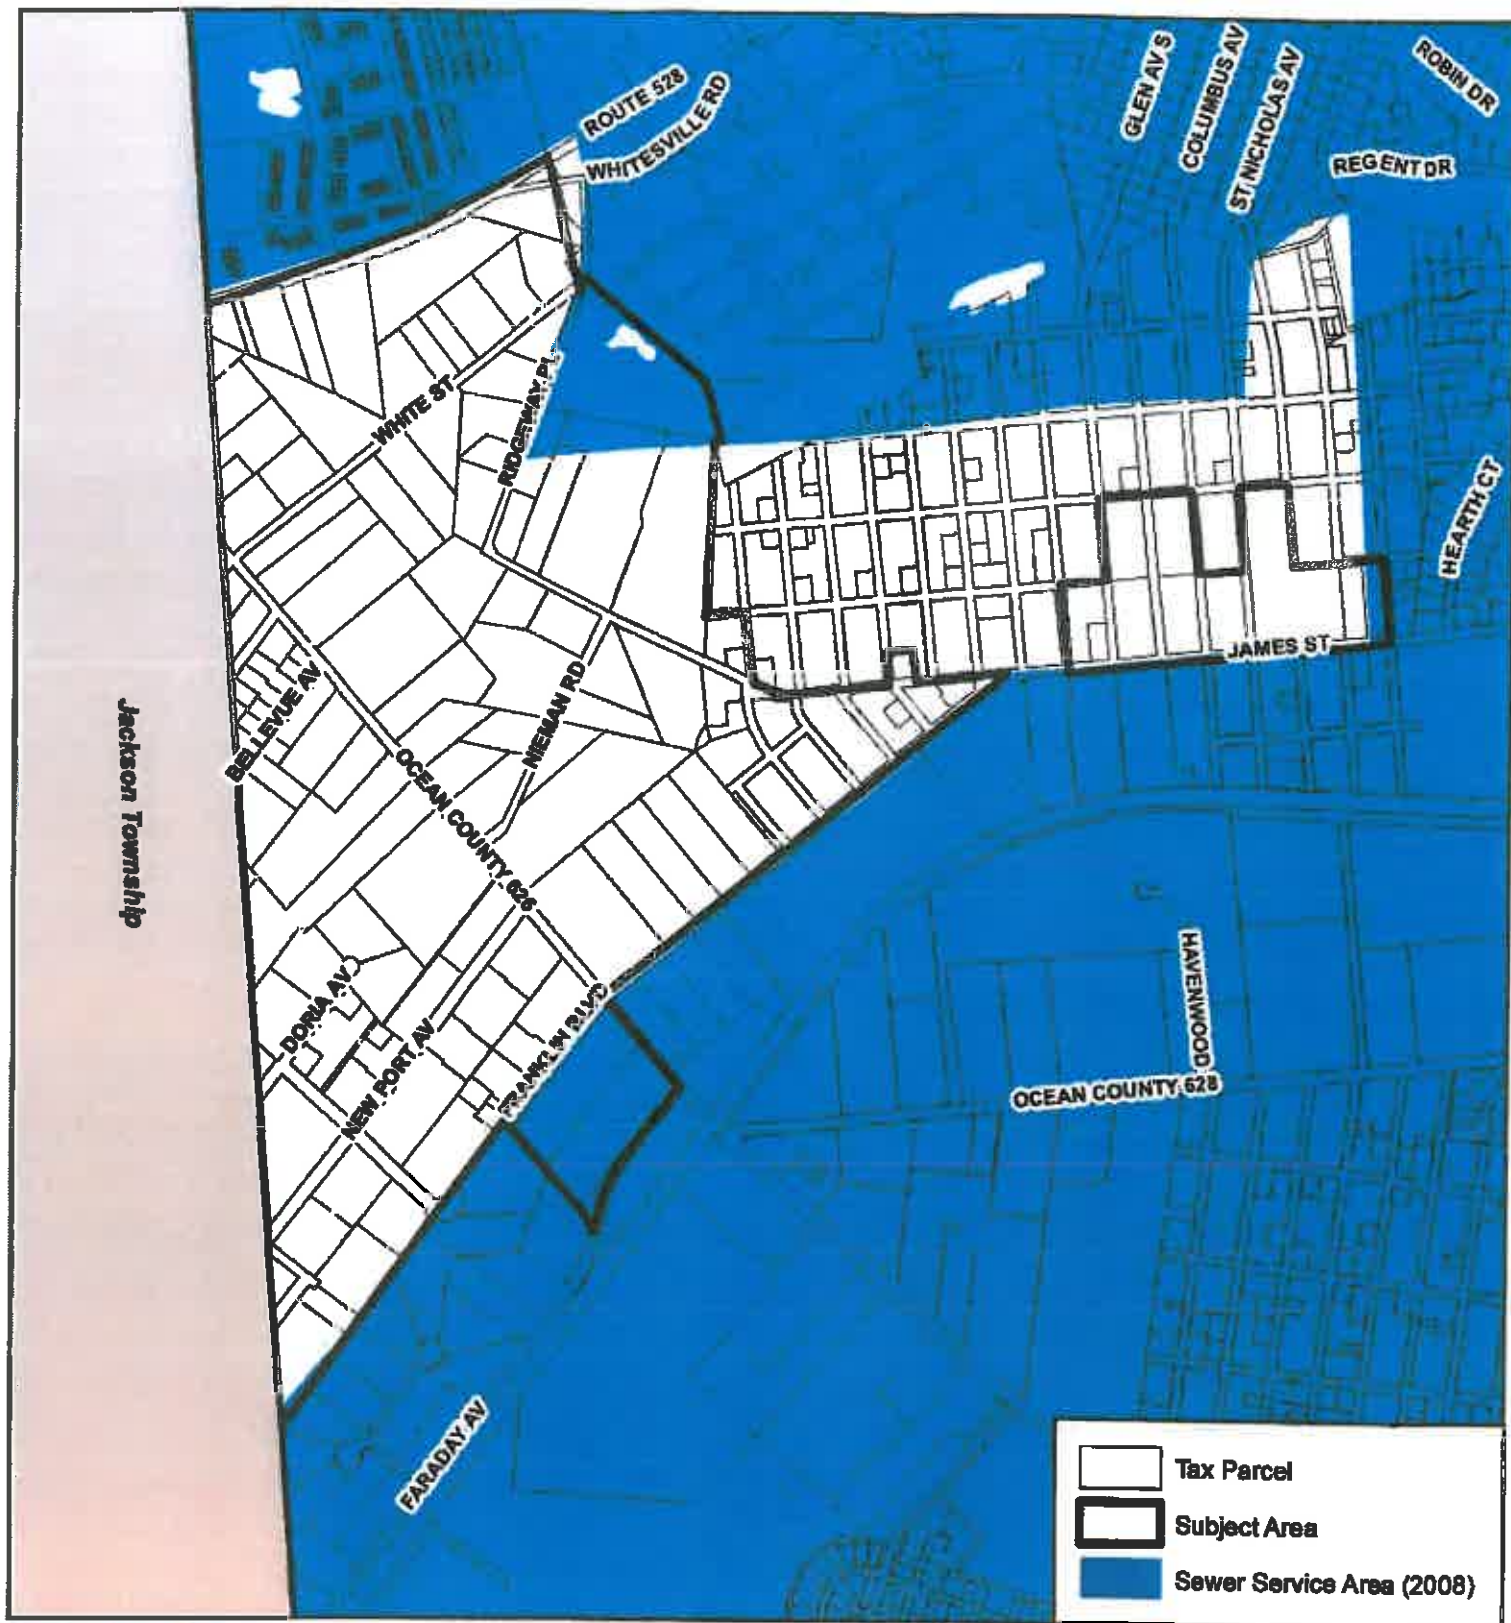 ROUTE 528
WHITESVILLE RD
GLEN AV S
COLUMBUS AV
ST NICHOLAS AV
ROBIN DR
REGENT DR
WHITE ST
RIDGEWAY PL
HEARTH CT
JAMES ST
NIEMAN RD
BELLEVUE AV
OCEAN COUNTY 626
Jackson Township
DORIA AV
NEW PORT AV
FRANKLIN BLVD
HAVENWOOD
OCEAN COUNTY 628
FARADAY AV
Tax Parcel
Subject Area
Sewer Service Area (2008)